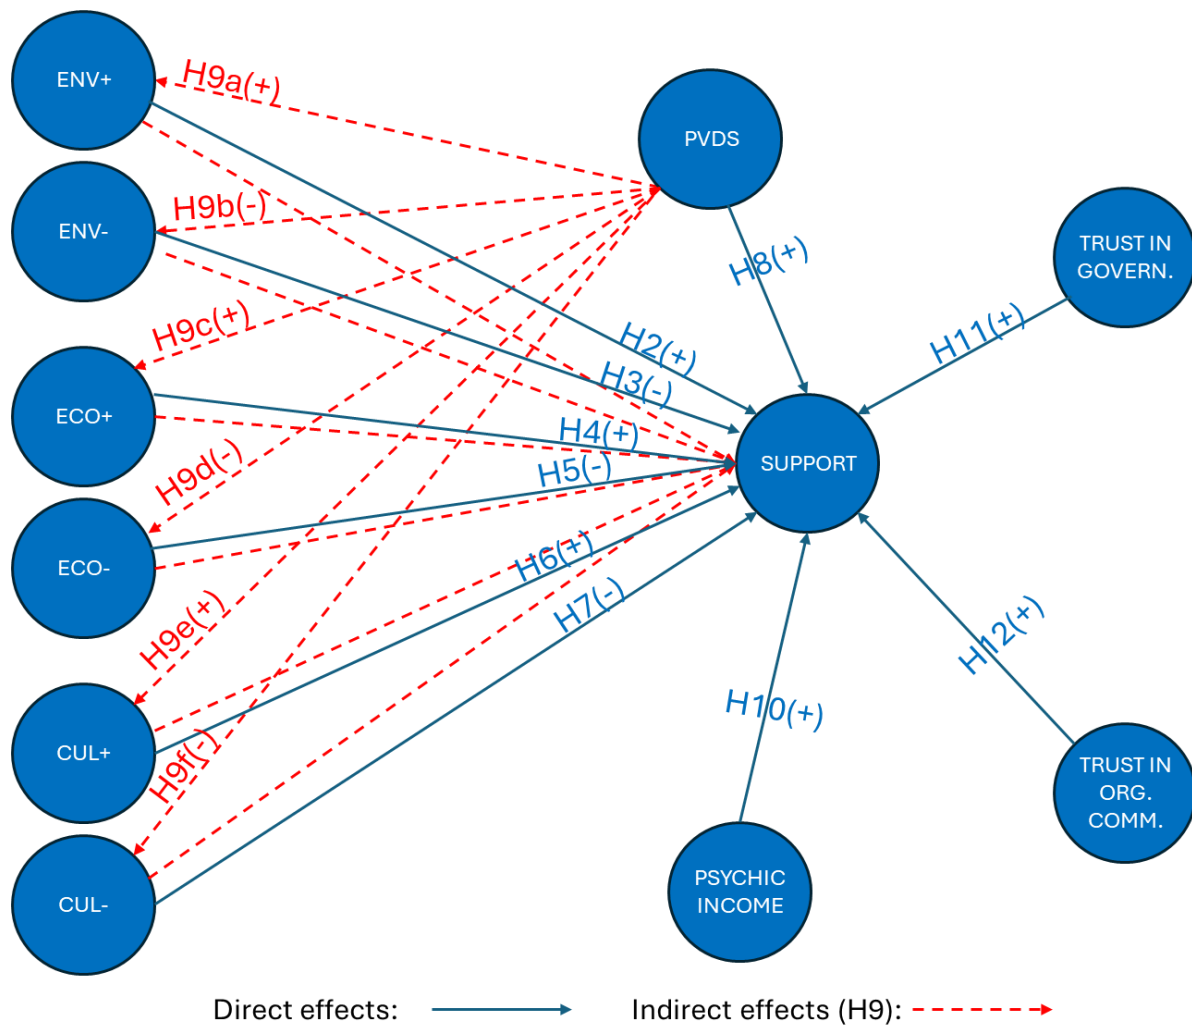 ENV+
H9a(+)
PVDS
ENV-
H9b(-)
H8(+)
TRUST IN
GOVERN.
H9c(+)
H2(+)
H11(+)
H3(-)
ECO+
H4(+)
H9d(-)
H5(-)
SUPPORT
ECO-
H6(+)
H7(-)
H9e(+)
H12(+)
H10(+)
CUL+
H9f(-)
TRUST IN
ORG.
COMM.
PSYCHIC
INCOME
CUL-
Direct effects:
Indirect effects (H9):